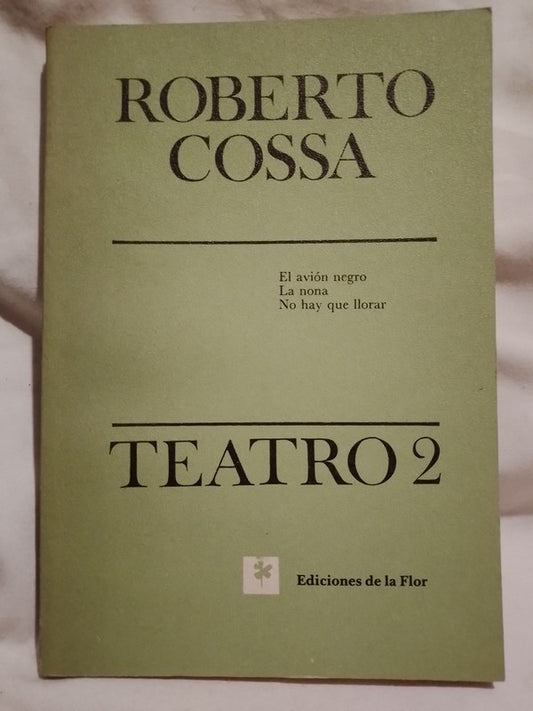 ROBERTO
COSSA
El avión negro
La nona
No hay que llorar
TEATRO 2
Ediciones de la Flor